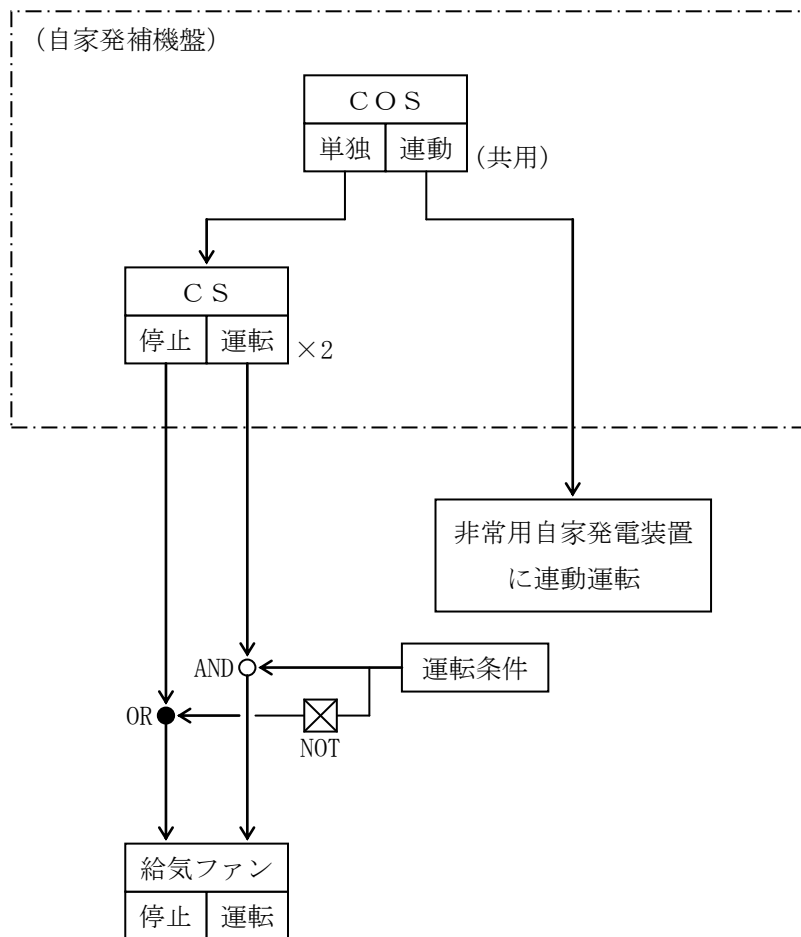 (自家発補機盤)
ＣＯＳ
単独 連動 (共用)
ＣＳ
停止 運転 ×2
非常用自家発電装置
に連動運転
AND 運転条件
OR
NOT
給気ファン
停止 運転